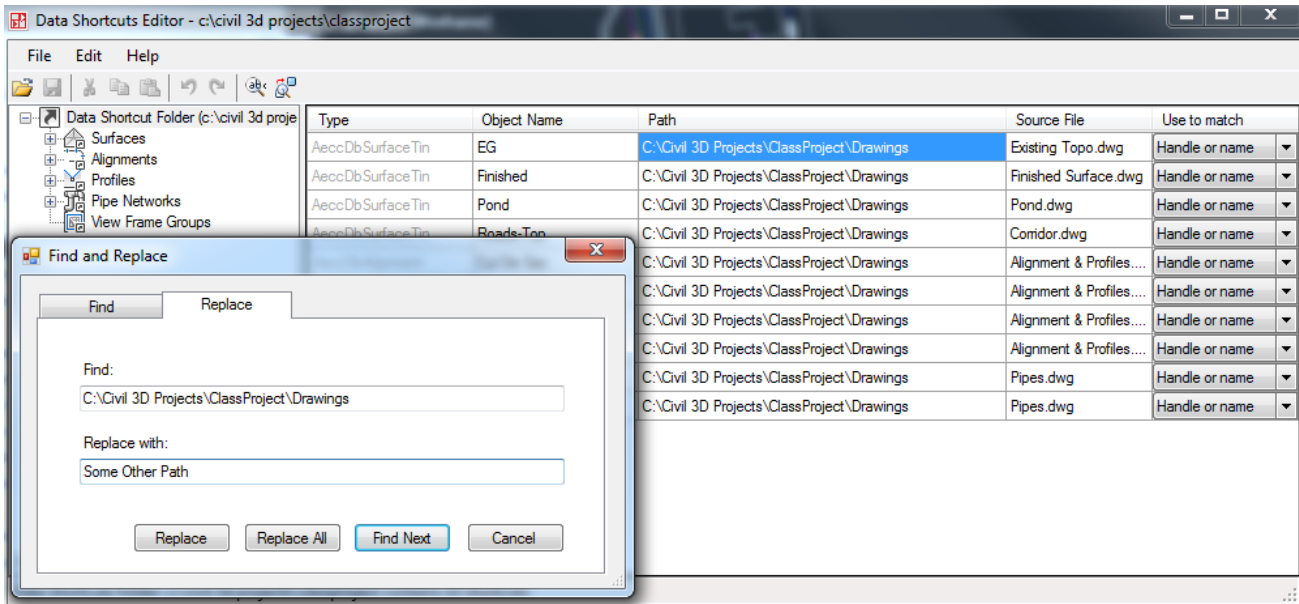 Data Shortcuts Editor - c:\civil 3d projects\classproject
File Edit Help
Data Shortcut Folder (c:\civil 3d proje
Surfaces
Alignments
Profiles
Pipe Networks
View Frame Groups
Type Object Name Path Source File Use to match
AeccDbSurfaceTin EG C:\Civil 3D Projects\ClassProject\Drawings Existing Topo.dwg Handle or name
AeccDbSurfaceTin Finished C:\Civil 3D Projects\ClassProject\Drawings Finished Surface.dwg Handle or name
AeccDbSurfaceTin Pond C:\Civil 3D Projects\ClassProject\Drawings Pond.dwg Handle or name
AeccDbSurfaceTin Roads-Top C:\Civil 3D Projects\ClassProject\Drawings Corridor.dwg Handle or name
C:\Civil 3D Projects\ClassProject\Drawings Alignment & Profiles.... Handle or name
C:\Civil 3D Projects\ClassProject\Drawings Alignment & Profiles.... Handle or name
C:\Civil 3D Projects\ClassProject\Drawings Alignment & Profiles.... Handle or name
C:\Civil 3D Projects\ClassProject\Drawings Alignment & Profiles.... Handle or name
C:\Civil 3D Projects\ClassProject\Drawings Pipes.dwg Handle or name
C:\Civil 3D Projects\ClassProject\Drawings Pipes.dwg Handle or name
Find and Replace
Find Replace
Find:
C:\Civil 3D Projects\ClassProject\Drawings
Replace with:
Some Other Path
Replace Replace All Find Next Cancel